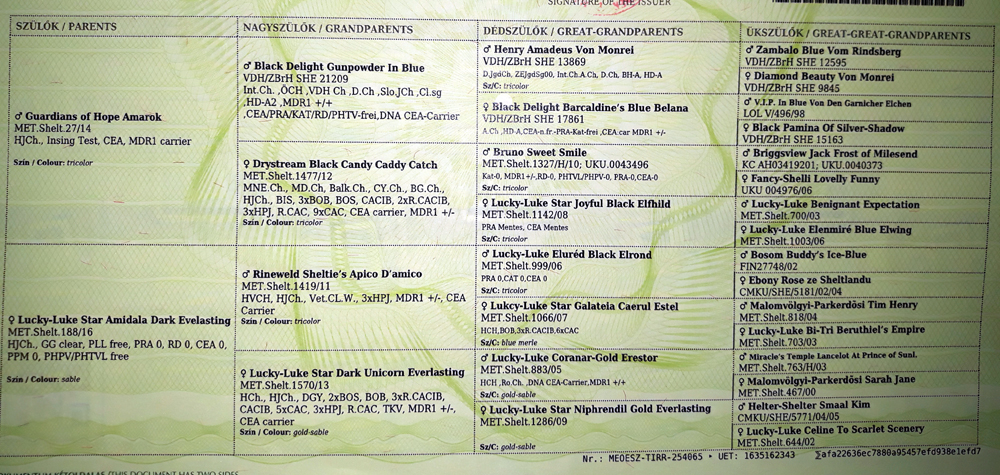 SIGNATURE OF THE ISSUER
SZÜLŐK / PARENTS
♂ Guardians of Hope Amarok
MET.Shelt.27/14
HJCh., Insing Test, CEA, MDR1 carrier
Szín / Colour: tricolor
♀ Lucky-Luke Star Amidala Dark Evelasting
MET.Shelt.188/16
HJCh., GG clear, PLL free, PRA 0, RD 0, CEA 0,
PPM 0, PHPV/PHTVL free
Szín / Colour: sable
NAGYSZÜLŐK / GRANDPARENTS
♂ Black Delight Gunpowder In Blue
VDH/ZBrH SHE 21209
Int.Ch. ,ÖCH ,VDH Ch ,D.Ch ,Slo.JCh ,Cl.sg
,HD-A2 ,MDR1 +/+
,CEA/PRA/KAT/RD/PHTV-frei,DNA CEA-Carrier
♀ Drystream Black Candy Caddy Catch
MET.Shelt.1477/12
MNE.Ch., MD.Ch, Balk.Ch., CY.Ch., BG.Ch.,
HJCh., BIS, 3xBOB, BOS, CACIB, 2xR.CACIB,
3xHPJ, R.CAC, 9xCAC, CEA carrier, MDR1 +/-
Szín / Colour: tricolor
♂ Rineweld Sheltie's Apico D'amico
MET.Shelt.1419/11
HVCH, HJCh., Vet.CL.W., 3xHPJ, MDR1 +/-, CEA
Carrier
Szín / Colour: tricolor
♀ Lucky-Luke Star Dark Unicorn Everlasting
MET.Shelt.1570/13
HCh., HJCh., DGY, 2xBOS, BOB, 3xR.CACIB,
CACIB, 5xCAC, 3xHPJ, R.CAC, TKV, MDR1 +/-,
CEA carrier
Szín / Colour: gold-sable
DÉDSZÜLŐK / GREAT-GRANDPARENTS
♂ Henry Amadeus Von Monrei
VDH/ZBrH SHE 13869
D.JgdCh, ZEJgdSg00, Int.Ch.A.Ch, D.Ch, BH-A, HD-A
Sz/C: tricolor
♀ Black Delight Barcaldine's Blue Belana
VDH/ZBrH SHE 17861
A.Ch ,HD-A,CEA-n.fr.-PRA-Kat-frei ,CEA:car MDR1 +/-
♂ Bruno Sweet Smile
MET.Shelt.1327/H/10; UKU.0043496
Kat-0, MDR1+/-,RD-0, PHTVL/PHPV-0, PRA-0,CEA-0
Sz/C: tricolor
♀ Lucky-Luke Star Joyful Black Elfhild
MET.Shelt.1142/08
PRA Mentes, CEA Mentes
Sz/C: tricolor
♂ Lucky-Luke Eluréd Black Elrond
MET.Shelt.999/06
PRA 0,CAT 0,CEA 0
Sz/C: tricolor
♀ Lukcy-Luke Star Galatela Caerul Estel
MET.Shelt.1066/07
HCH,BOB,3xR.CACIB,6xCAC
Sz/C: blue merle
♂ Lucky-Luke Coranar-Gold Erestor
MET.Shelt.883/05
HCH ,Ro.Ch. ,DNA CEA-Carrier,MDR1 +/+
Sz/C: gold-sable
♀ Lucky-Luke Star Niphrendil Gold Everlasting
MET.Shelt.1286/09
Sz/C: gold-sable
ÜKSZÜLŐK / GREAT-GREAT-GRANDPARENTS
♂ Zambalo Blue Vom Rindsberg
VDH/ZBrH SHE 12595
♀ Diamond Beauty Von Monrei
VDH/ZBrH SHE 9845
♂ V.I.P. In Blue Von Den Garnicher Eichen
LOL V/496/98
♀ Black Pamina Of Silver-Shadow
VDH/ZBrH SHE 15163
♂ Briggsview Jack Frost of Milesend
KC AH03419201; UKU.0040373
♀ Fancy-Shelli Lovelly Funny
UKU 004976/06
♂ Lucky-Luke Benignant Expectation
MET.Shelt.700/03
♀ Lucky-Luke Elenmiré Blue Elwing
MET.Shelt.1003/06
♂ Bosom Buddy's Ice-Blue
FIN27748/02
♀ Ebony Rose ze Sheltlandu
CMKU/SHE/5181/02/04
♂ Malomvölgyi-Parkerdösi Tim Henry
MET.Shelt.818/04
♀ Lucky-Luke Bi-Tri Beruthiel's Empire
MET.Shelt.703/03
♂ Miracle's Temple Lancelot At Prince of Sunl.
MET.Shelt.763/H/03
♀ Malomvölgyi-Parkerdősi Sarah Jane
MET.Shelt.467/00
♂ Helter-Shelter Smaal Kim
CMKU/SHE/5771/04/05
♀ Lucky-Luke Celine To Scarlet Scenery
MET.Shelt.644/02
Nr.: MEOESZ-TIRR-254065 • UET: 1635162343 ∑afa22636ec7880a95457efd938e1efd7